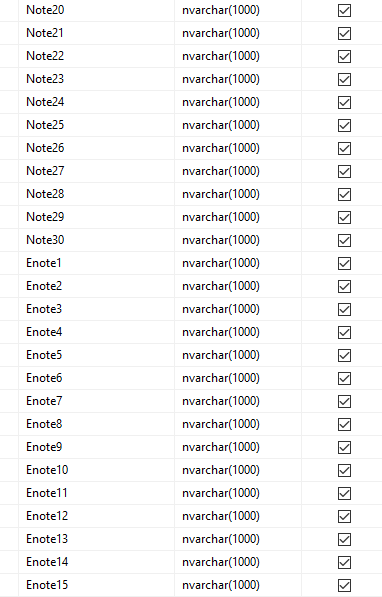 Note20 nvarchar(1000)
Note21 nvarchar(1000)
Note22 nvarchar(1000)
Note23 nvarchar(1000)
Note24 nvarchar(1000)
Note25 nvarchar(1000)
Note26 nvarchar(1000)
Note27 nvarchar(1000)
Note28 nvarchar(1000)
Note29 nvarchar(1000)
Note30 nvarchar(1000)
Enote1 nvarchar(1000)
Enote2 nvarchar(1000)
Enote3 nvarchar(1000)
Enote4 nvarchar(1000)
Enote5 nvarchar(1000)
Enote6 nvarchar(1000)
Enote7 nvarchar(1000)
Enote8 nvarchar(1000)
Enote9 nvarchar(1000)
Enote10 nvarchar(1000)
Enote11 nvarchar(1000)
Enote12 nvarchar(1000)
Enote13 nvarchar(1000)
Enote14 nvarchar(1000)
Enote15 nvarchar(1000)